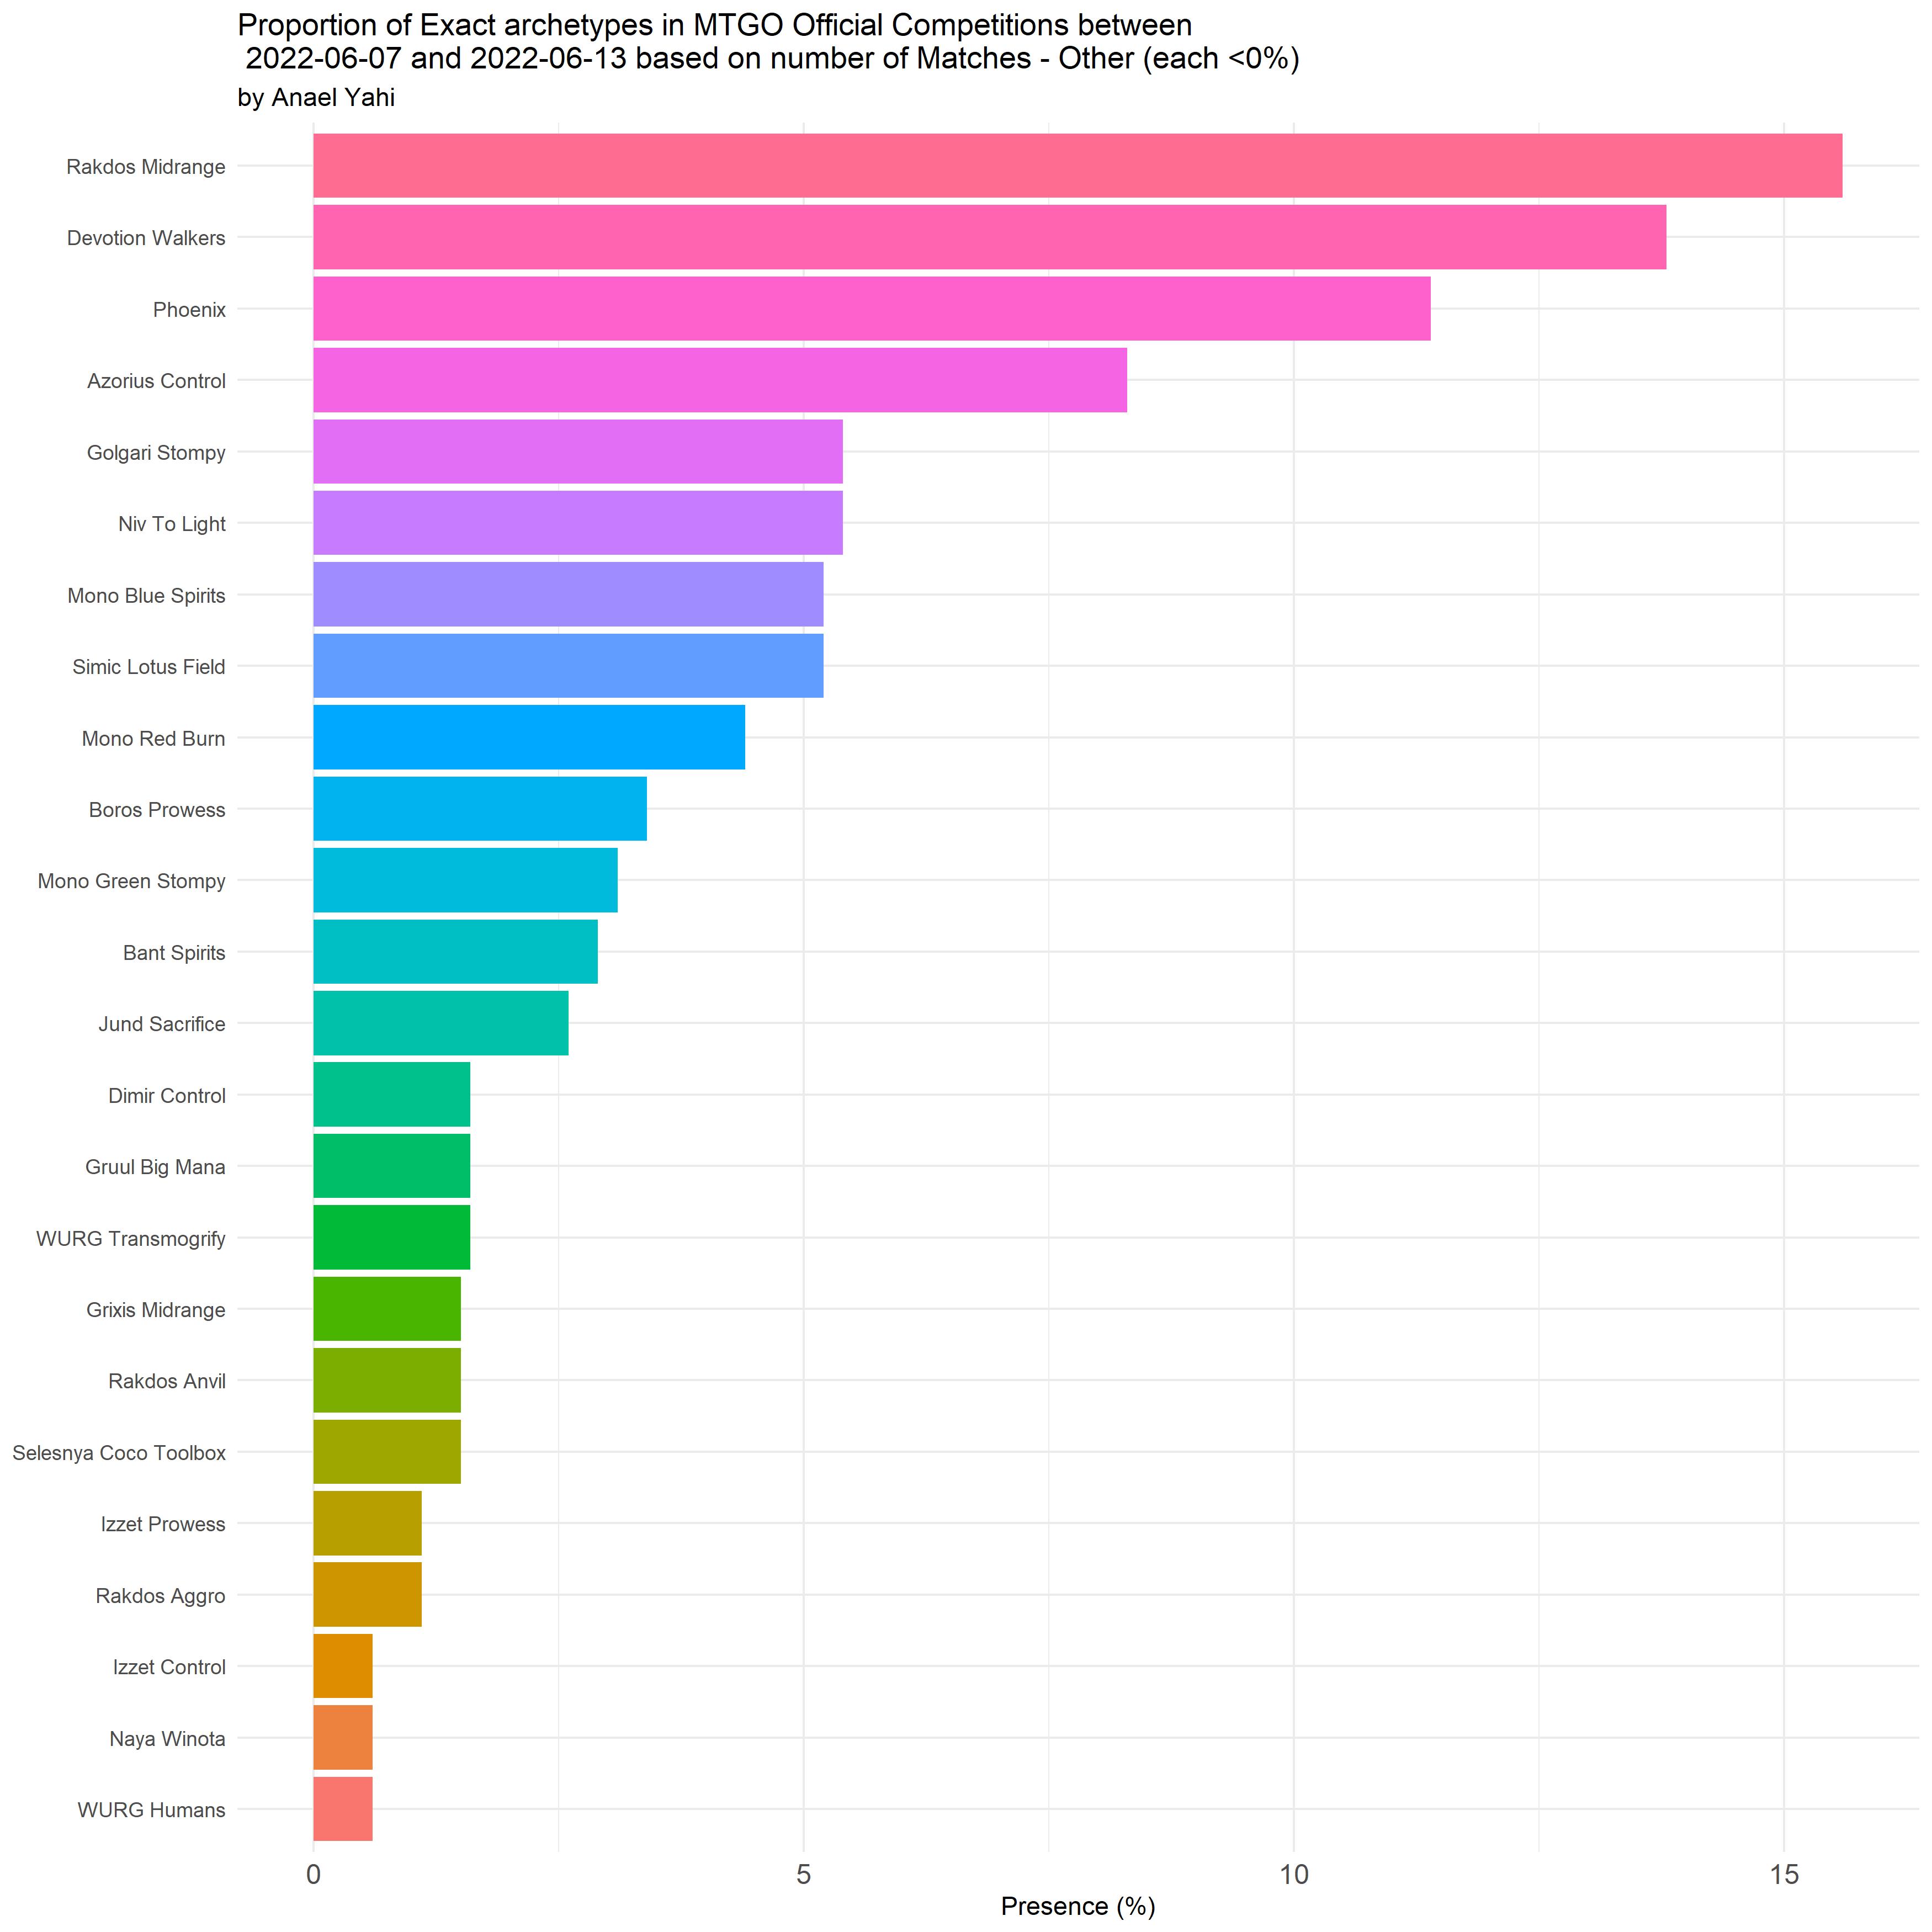 Proportion of Exact archetypes in MTGO Official Competitions between
2022-06-07 and 2022-06-13 based on number of Matches - Other (each <0%)
by Anael Yahi
Rakdos Midrange
Devotion Walkers
Phoenix
Azorius Control
Golgari Stompy
Niv To Light
Mono Blue Spirits
Simic Lotus Field
Mono Red Burn
Boros Prowess
Mono Green Stompy
Bant Spirits
Jund Sacrifice
Dimir Control
Gruul Big Mana
WURG Transmogrify
Grixis Midrange
Rakdos Anvil
Selesnya Coco Toolbox
Izzet Prowess
Rakdos Aggro
Izzet Control
Naya Winota
WURG Humans
0 5 10 15
Presence (%)